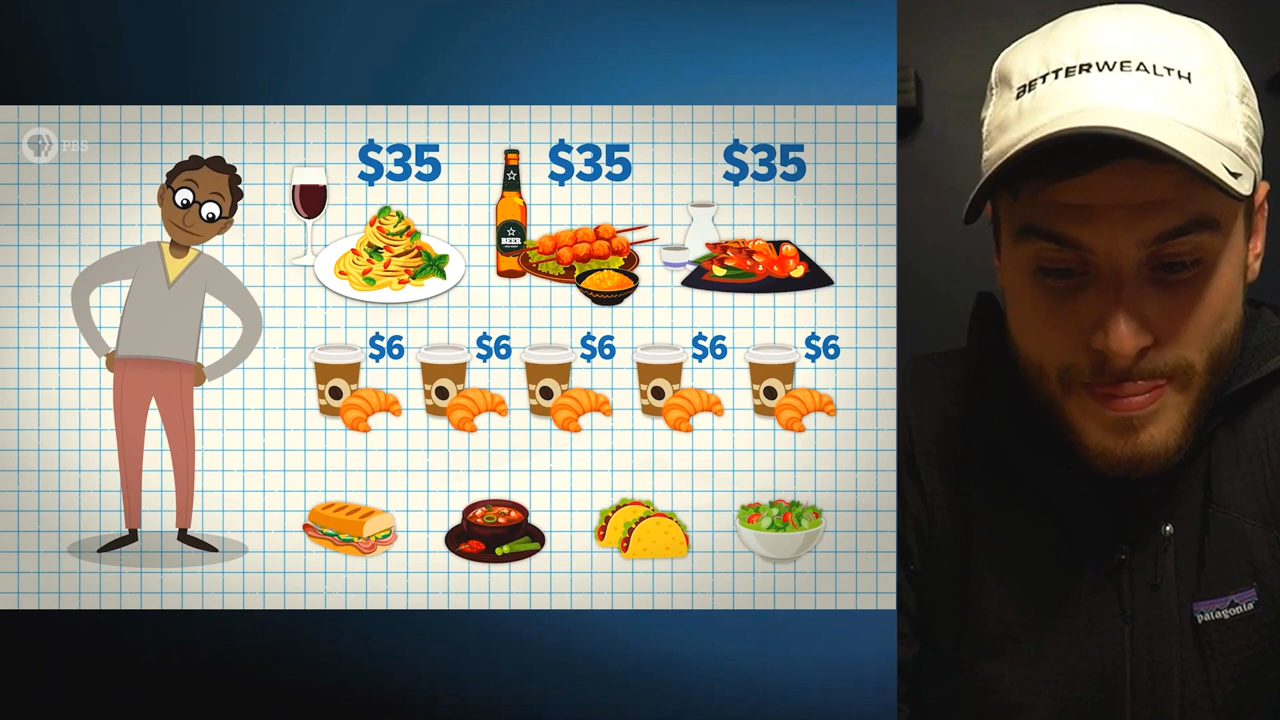 PBS
$35 $35 $35
BEER
$6 $6 $6 $6 $6
BETTERWEALTH
patagonia